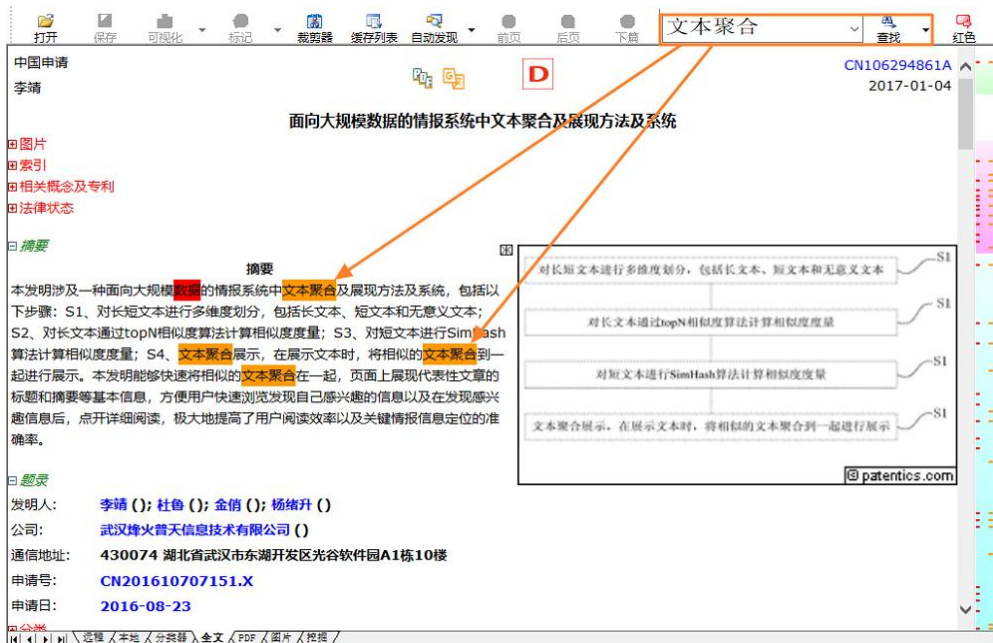 打开 保存 可视化 标记 裁剪器 缓存列表 自动发现 前页 后页 下篇 文本聚合 查找 红色
中国申请 CN106294861A
李靖 D 2017-01-04
面向大规模数据的情报系统中文本聚合及展现方法及系统
图片
索引
相关概念及专利
法律状态
摘要
摘要
本发明涉及一种面向大规模数据的情报系统中文本聚合及展现方法及系统，包括以
下步骤：S1、对长短文本进行多维度划分，包括长文本、短文本和无意义文本；
S2、对长文本通过topN相似度算法计算相似度度量；S3、对短文本进行SimHash
算法计算相似度度量；S4、文本聚合展示，在展示文本时，将相似的文本聚合到一
起进行展示。本发明能够快速将相似的文本聚合在一起，页面上展现代表性文章的
标题和摘要等基本信息，方便用户快速浏览发现自己感兴趣的信息以及在发现感兴
趣信息后，点开详细阅读，极大地提高了用户阅读效率以及关键情报信息定位的准
确率。
对长短文本进行多维度划分，包括长文本、短文本和无意义文本 S1
对长文本通过topN相似度算法计算相似度度量 S1
对短文本进行SimHash算法计算相似度度量 S1
文本聚合展示，在展示文本时，将相似的文本聚合到一起进行展示 S1
patentics.com
题录
发明人： 李靖 (); 杜鲁 (); 金俏 (); 杨绪升 ()
公司： 武汉烽火普天信息技术有限公司 ()
通信地址： 430074 湖北省武汉市东湖开发区光谷软件园A1栋10楼
申请号： CN201610707151.X
申请日： 2016-08-23
分类
远程 本地 分类器 全文 PDF 图片 挖掘